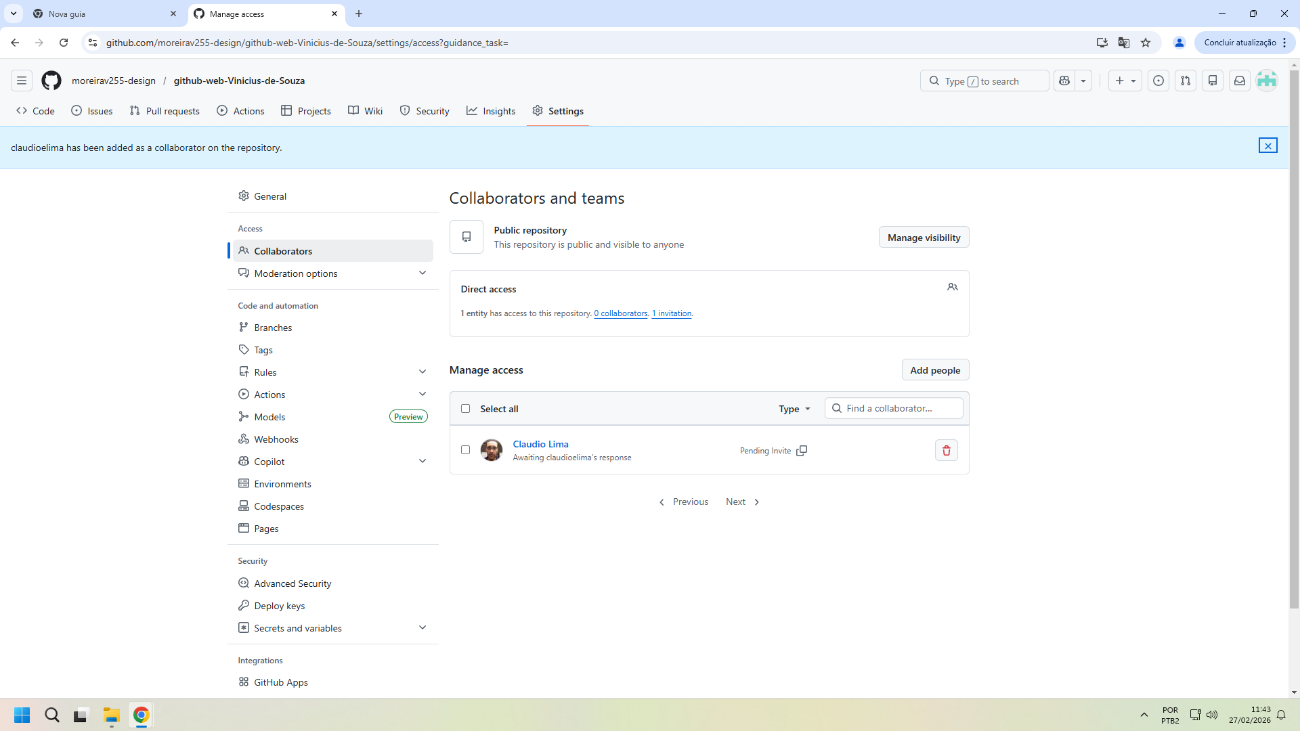 Nova guia
Manage access
github.com/moreirav255-design/github-web-Vinicius-de-Souza/settings/access?guidance_task=
Concluir atualização
moreirav255-design / github-web-Vinicius-de-Souza
Type / to search
Code
Issues
Pull requests
Actions
Projects
Wiki
Security
Insights
Settings
claudioelima has been added as a collaborator on the repository.
General
Access
Collaborators
Moderation options
Code and automation
Branches
Tags
Rules
Actions
Models Preview
Webhooks
Copilot
Environments
Codespaces
Pages
Security
Advanced Security
Deploy keys
Secrets and variables
Integrations
GitHub Apps
Collaborators and teams
Public repository
This repository is public and visible to anyone
Manage visibility
Direct access
1 entity has access to this repository. 0 collaborators. 1 invitation.
Manage access
Add people
Select all
Type
Find a collaborator...
Claudio Lima
Awaiting claudioelima's response
Pending Invite
Previous Next
POR
PTB2
11:43
27/02/2026